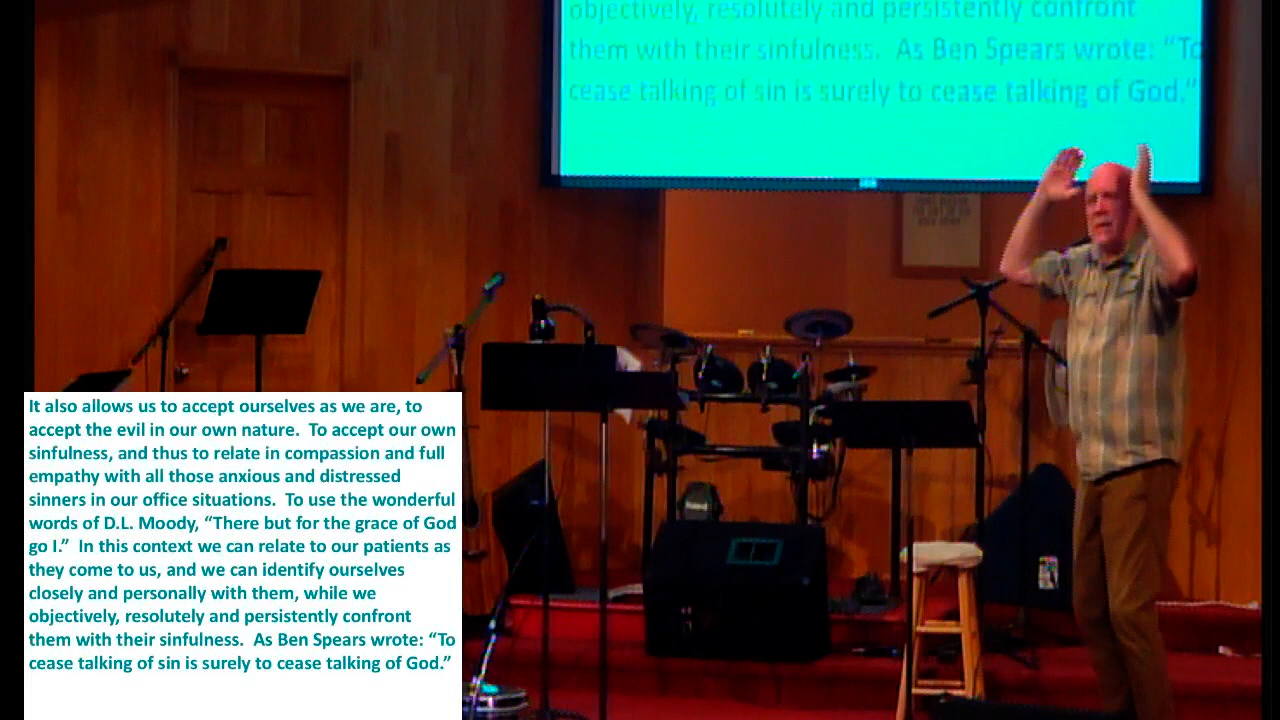 objectively, resolutely and persistently confront
them with their sinfulness.  As Ben Spears wrote: “To
cease talking of sin is surely to cease talking of God.”
It also allows us to accept ourselves as we are, to
accept the evil in our own nature.  To accept our own
sinfulness, and thus to relate in compassion and full
empathy with all those anxious and distressed
sinners in our office situations.  To use the wonderful
words of D.L. Moody, “There but for the grace of God
go I.”  In this context we can relate to our patients as
they come to us, and we can identify ourselves
closely and personally with them, while we
objectively, resolutely and persistently confront
them with their sinfulness.  As Ben Spears wrote: “To
cease talking of sin is surely to cease talking of God.”